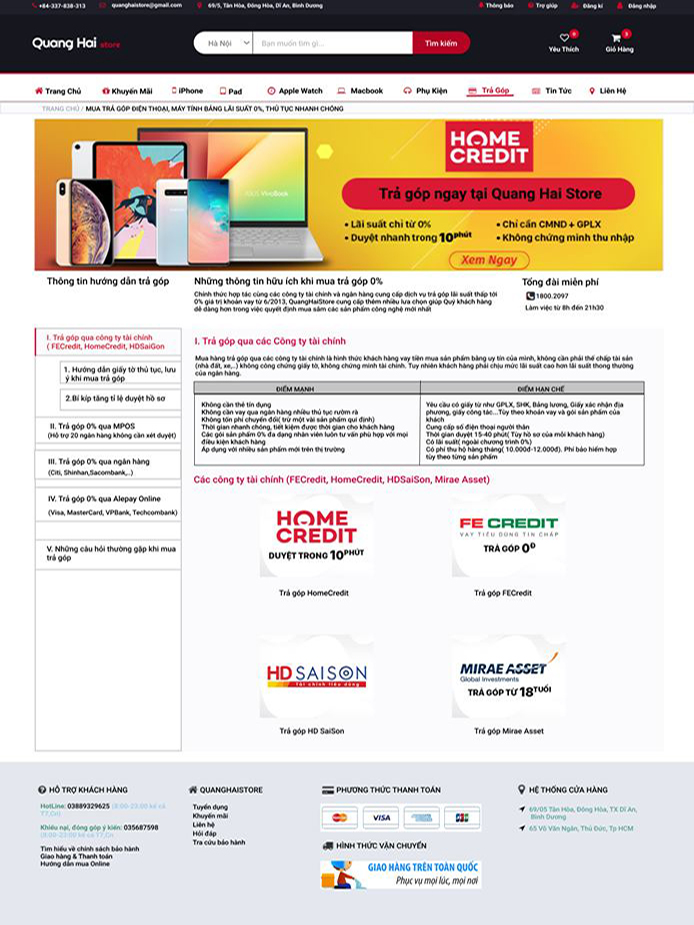 +84-337-838-313 quanghaistore@gmail.com 69/5, Tân Hòa, Đông Hòa, Dĩ An, Bình Dương Thông báo Trợ giúp Đăng kí Đăng nhập
Quang Hai store Hà Nội Bạn muốn tìm gì... Tìm kiếm Yêu Thích Giỏ Hàng
Trang Chủ Khuyến Mãi iPhone Pad Apple Watch Macbook Phụ Kiện Trả Góp Tin Tức Liên Hệ
TRANG CHỦ / MUA TRẢ GÓP ĐIỆN THOẠI, MÁY TÍNH BẰNG LÃI SUẤT 0%, THỦ TỤC NHANH CHÓNG
HOME
CREDIT
ASUS VivoBook
Trả góp ngay tại Quang Hai Store
• Lãi suất chỉ từ 0% • Chỉ cần CMND + GPLX
• Duyệt nhanh trong 10phút • Không chứng minh thu nhập
Xem Ngay
Thông tin hướng dẫn trả góp
Những thông tin hữu ích khi mua trả góp 0%
Chính thức hợp tác cùng các công ty tài chính và ngân hàng cung cấp dịch vụ trả góp lãi suất thấp tới
0% giá trị khoản vay từ 6/2013, QuangHaiStore cung cấp thêm nhiều lựa chọn giúp Quý khách hàng
dễ dàng hơn trong việc quyết định mua sắm các sản phẩm công nghệ mới nhất
Tổng đài miễn phí
1800.2097
Làm việc từ 8h đến 21h30
I. Trả góp qua công ty tài chính
( FECredit, HomeCredit, HDSaiGon
1. Hướng dẫn giấy tờ thủ tục, lưu
ý khi mua trả góp
2.Bí kíp tăng tỉ lệ duyệt hồ sơ
II. Trả góp 0% qua MPOS
(Hỗ trợ 20 ngân hàng không cần xét duyệt)
III. Trả góp 0% qua ngân hàng
(Citi, Shinhan,Sacombank,..)
IV. Trả góp 0% qua Alepay Online
(Visa, MasterCard, VPBank, Techcombank)
V. Những câu hỏi thường gặp khi mua
trả góp
I. Trả góp qua các Công ty tài chính
Mua hàng trả góp qua các công ty tài chính là hình thức khách hàng vay tiền mua sản phẩm bằng uy tín của mình, không cần phải thế chấp tài sản
(nhà đất, xe,..) không công chứng giấy tờ, không chứng minh tài chính. Tuy nhiên khách hàng phải chịu mức lãi suất cao hơn lãi suất thông thường
của ngân hàng.
ĐIỂM MẠNH
Không cần thẻ tín dụng
Không cần vay qua ngân hàng nhiều thủ tục rườm rà
Không tốn phí chuyển đổi( trừ một vài sản phẩm quỉ định)
Thời gian nhanh chóng, tiết kiệm được thời gian cho khách hàng
Các gói sản phẩm 0% đa dạng nhân viên luôn tư vấn phù hợp với mọi
điều kiện khách hàng
Áp dụng với nhiều sản phẩm mới trên thị trường
ĐIỂM HẠN CHẾ
Yêu cầu có giấy tờ như GPLX, SHK, Bảng lương, Giấy xác nhận địa
phương, giấy công tác...Tùy theo khoản vay và gói sản phẩm của
khách
Cung cấp số điện thoại người thân
Thời gian duyệt 15-40 phút( Tùy hồ sơ của mỗi khách hàng)
Có lãi suất( ngoài chương trình 0%)
Có phí thu hộ hàng tháng( 10.000đ-12.000đ). Phí bảo hiểm hợp
tùy theo từng sản phẩm
Các công ty tài chính (FECredit, HomeCredit, HDSaiSon, Mirae Asset)
HOME
CREDIT
DUYỆT TRONG 10PHÚT
Trả góp HomeCredit
FE CREDIT
VAY TIÊU DÙNG TÍN CHẤP
TRẢ GÓP 0Đ
Trả góp FECredit
HD SAISON
Tài chính tiêu dùng
Trả góp HD SaiSon
MIRAE ASSET
Global Investments
TRẢ GÓP TỪ 18TUỔI
Trả góp Mirae Asset
HỖ TRỢ KHÁCH HÀNG
HotLine: 03889329625 (8:00-23:00 kể cả
T7,Cn)
Khiếu nại, đóng góp ý kiến: 035687598
(8:00-23:00 kể cả T7,Cn
Tìm hiểu về chính sách bảo hành
Giao hàng & Thanh toán
Hướng dẫn mua Online
QUANGHAISTORE
Tuyển dụng
Khuyến mãi
Liên hệ
Hỏi đáp
Tra cứu bảo hành
PHƯƠNG THỨC THANH TOÁN
VISA JCB
HÌNH THỨC VẬN CHUYỂN
GIAO HÀNG TRÊN TOÀN QUỐC
Phục vụ mọi lúc, mọi nơi
HỆ THỐNG CỬA HÀNG
69/05 Tân Hòa, Đông Hòa, TX Dĩ An,
Bình Dương
65 Võ Văn Ngân, Thủ Đức, Tp HCM